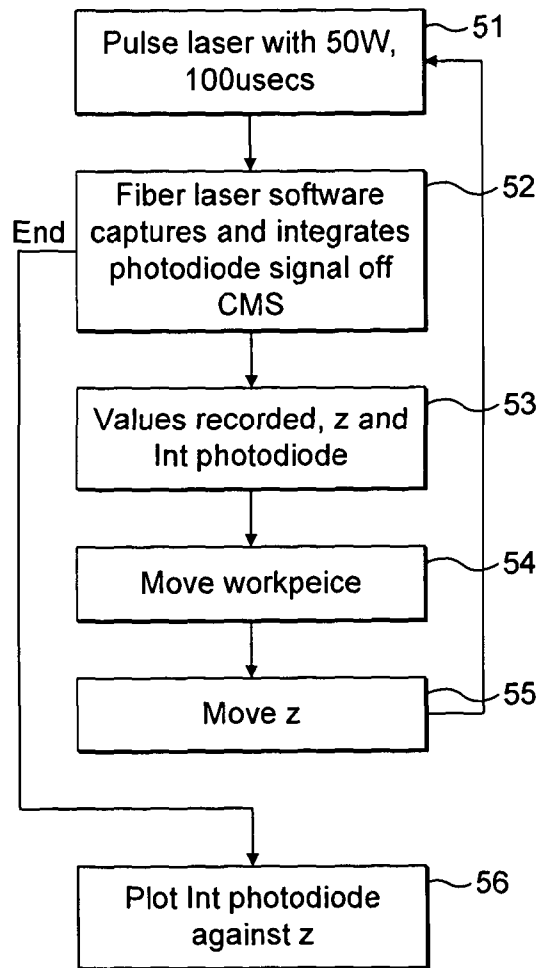 Pulse laser with 50W,
100usecs
51
Fiber laser software
captures and integrates
photodiode signal off
CMS
52
End
Values recorded, z and
Int photodiode
53
Move workpeice
54
Move z
55
Plot Int photodiode
against z
56